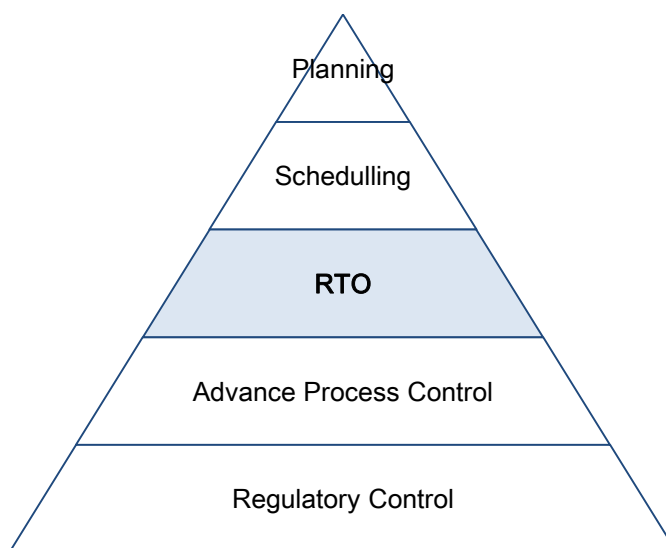 Planning
Schedulling
RTO
Advance Process Control
Regulatory Control